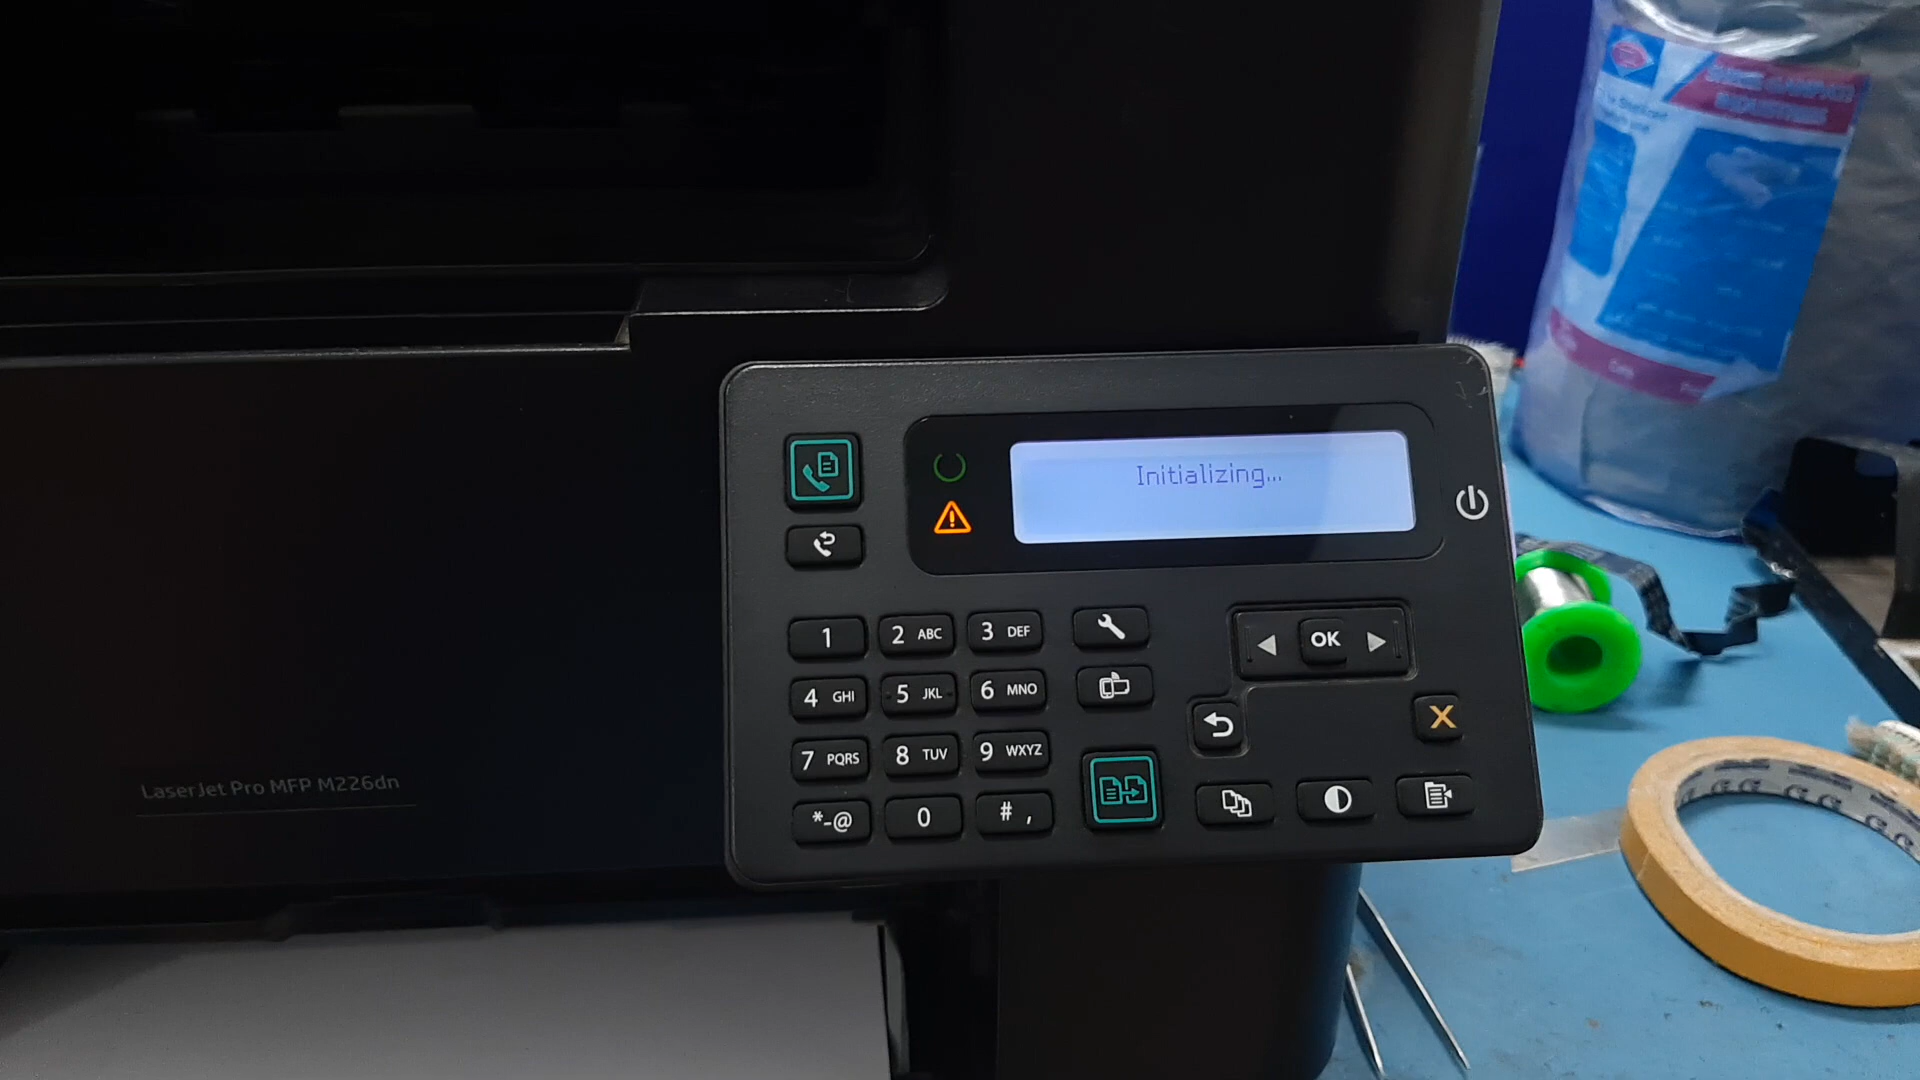 Initializing...
1
2 ABC
3 DEF
OK
4 GHI
5 JKL
6 MNO
7 PQRS
8 TUV
9 WXYZ
X
*-@
0
# ,
LaserJet Pro MFP M226dn